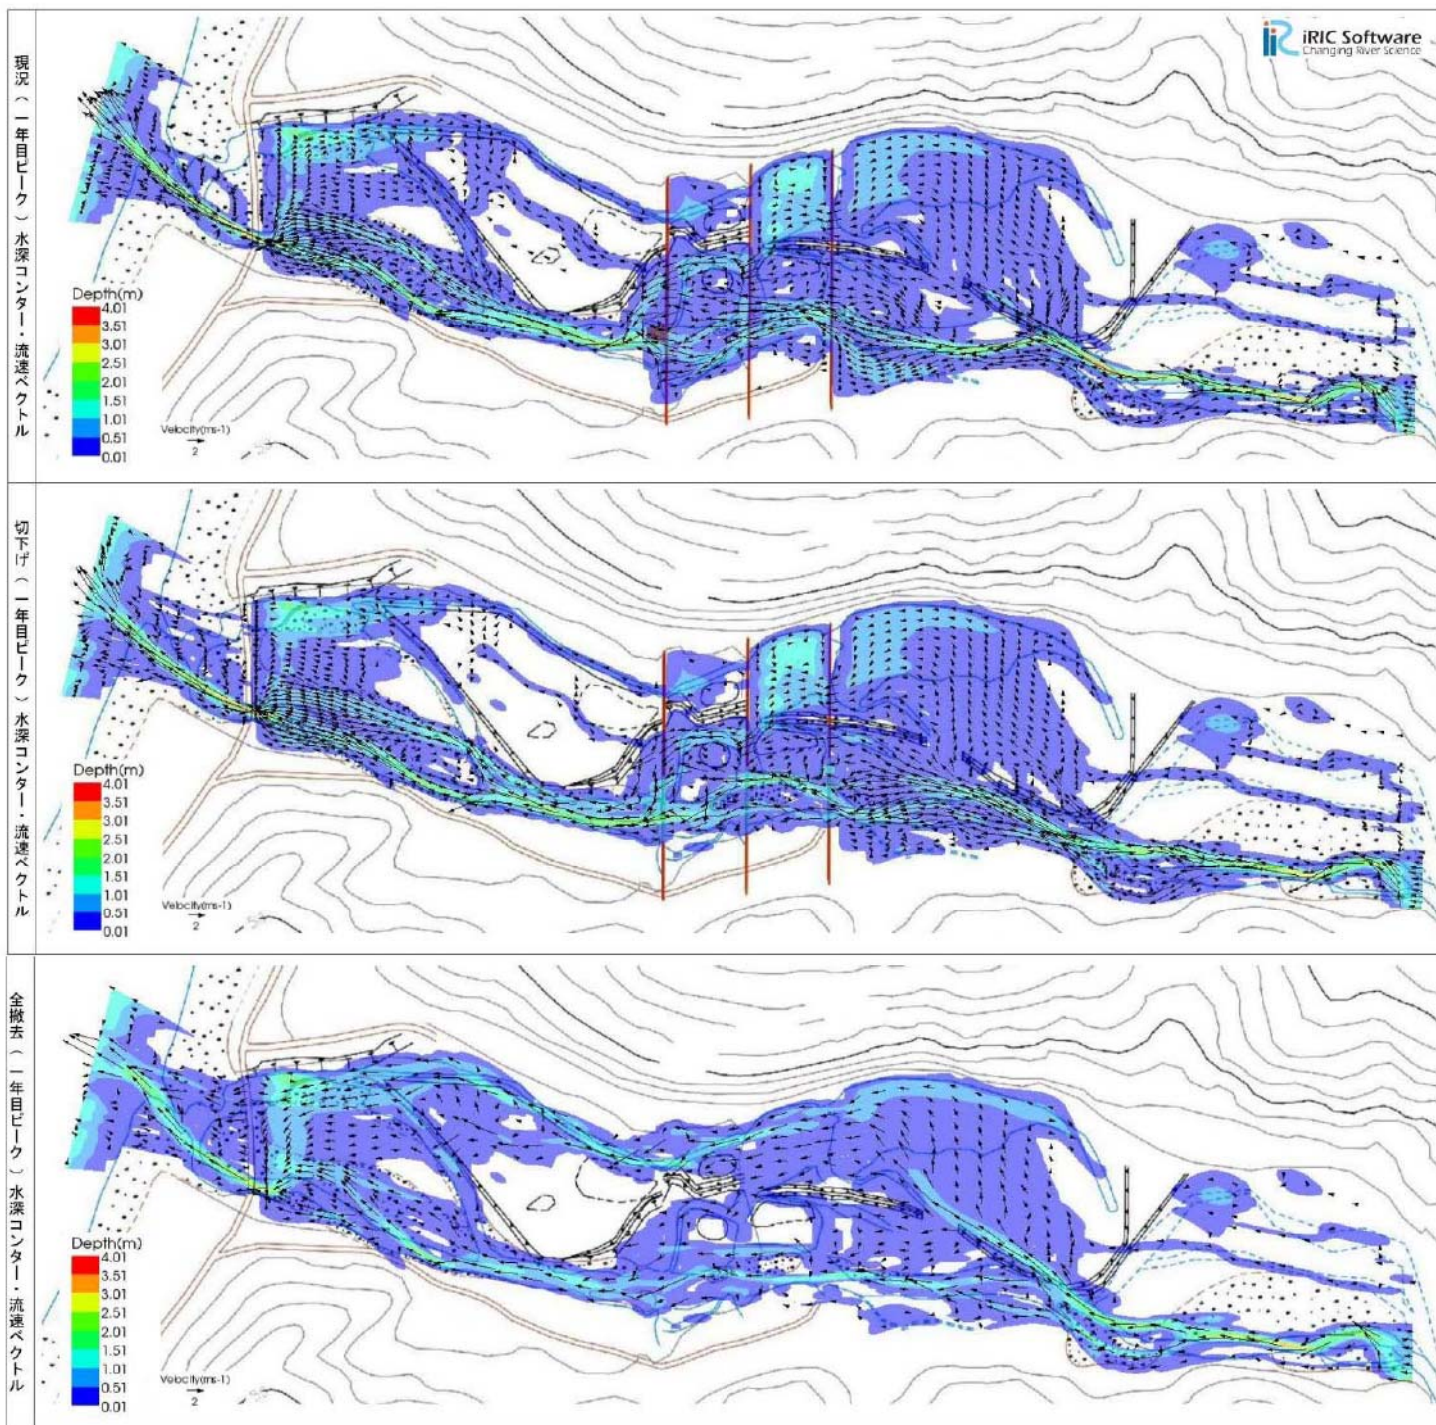 iRIC Software
Changing River Science
現況(一年目ピーク)水深コンター・流速ベクトル
Depth(m)
4.01
3.51
3.01
2.51
2.01
1.51
1.01
0.51
0.01
Velocity(ms-1)
2
切下げ(一年目ピーク)水深コンター・流速ベクトル
Depth(m)
4.01
3.51
3.01
2.51
2.01
1.51
1.01
0.51
0.01
Velocity(ms-1)
2
全撤去(一年目ピーク)水深コンター・流速ベクトル
Depth(m)
4.01
3.51
3.01
2.51
2.01
1.51
1.01
0.51
0.01
Velocity(ms-1)
2